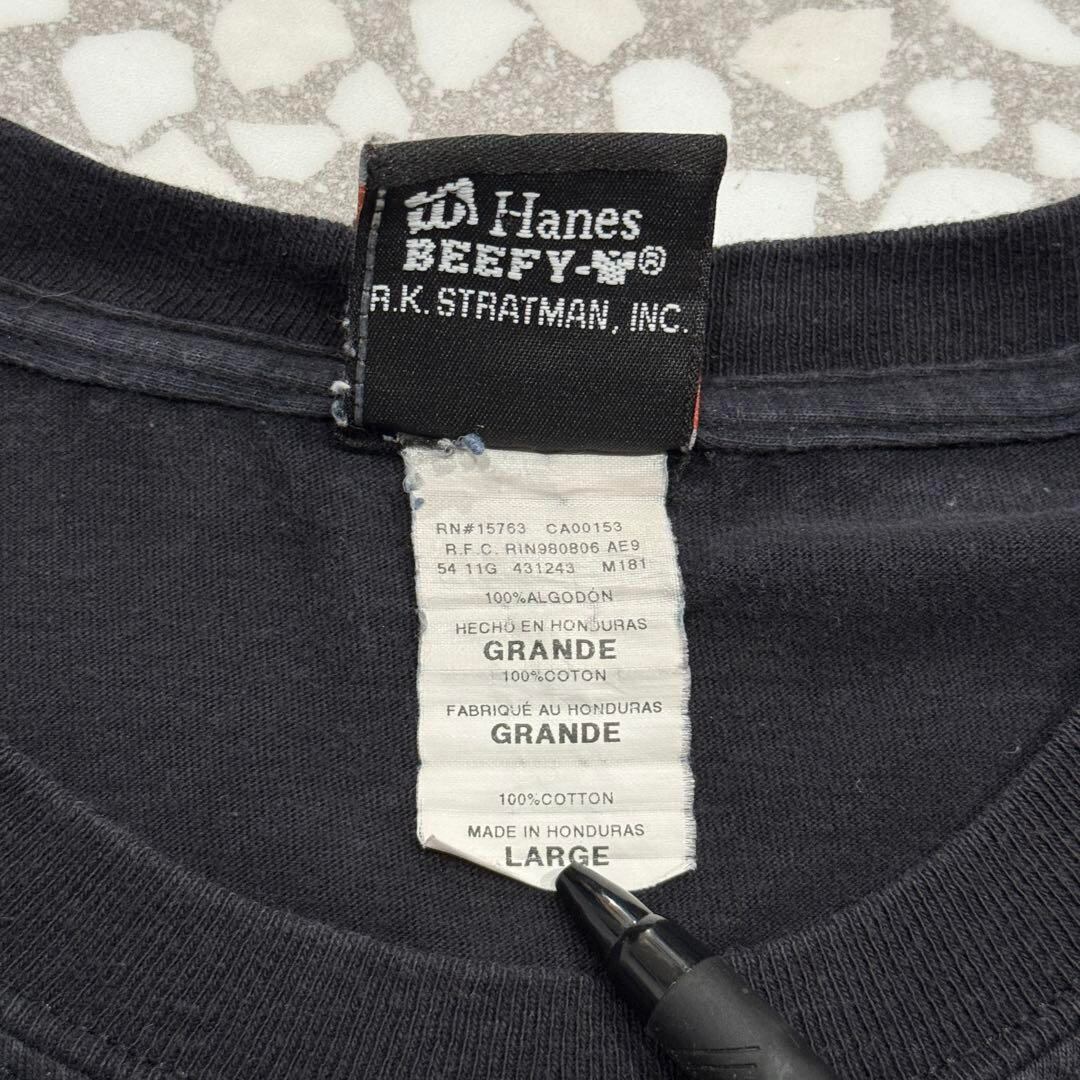 Hanes
BEEFY-T®
R.K. STRATMAN, INC.
RN#15763 CA00153
R.F.C. RIN980806 AE9
54 11G 431243 M181
100%ALGODÓN
HECHO EN HONDURAS
GRANDE
100%COTON
FABRIQUÉ AU HONDURAS
GRANDE
100%COTTON
MADE IN HONDURAS
LARGE